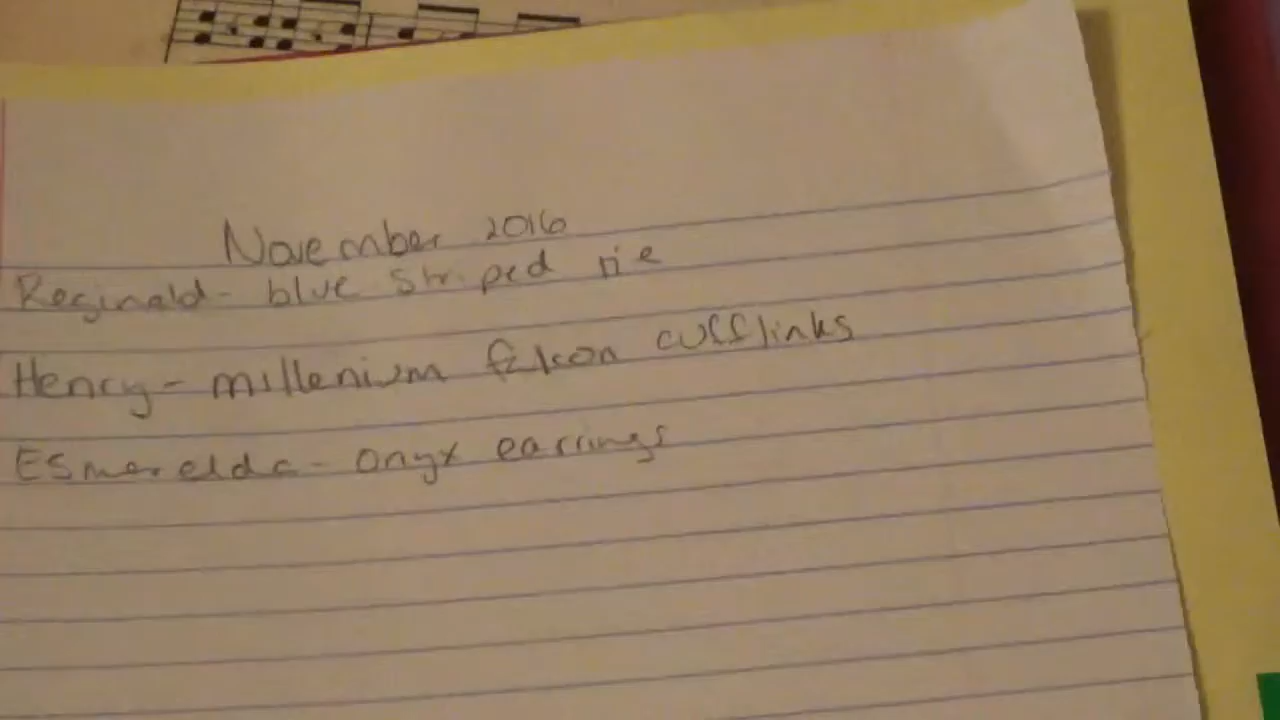 November 2016
Reginald- blue striped tie
Henry- millenium falcon cufflinks
Esmerelda- onyx earrings